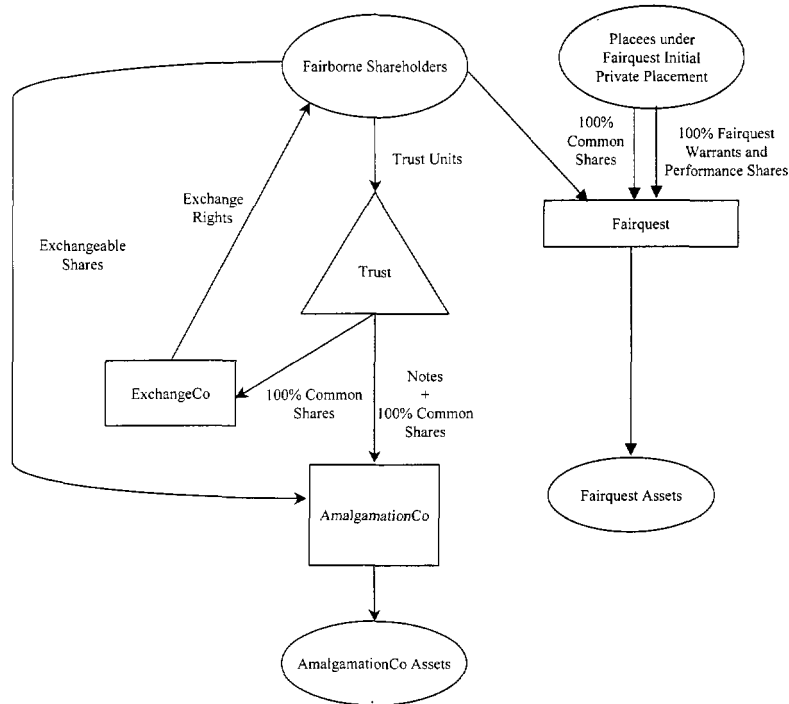 Fairborne Shareholders
Placees under
Fairquest Initial
Private Placement
100%
Common
Shares
100% Fairquest
Warrants and
Performance Shares
Trust Units
Exchange
Rights
Fairquest
Exchangeable
Shares
Trust
ExchangeCo
100% Common
Shares
Notes
+
100% Common
Shares
Fairquest Assets
AmalgamationCo
AmalgamationCo Assets